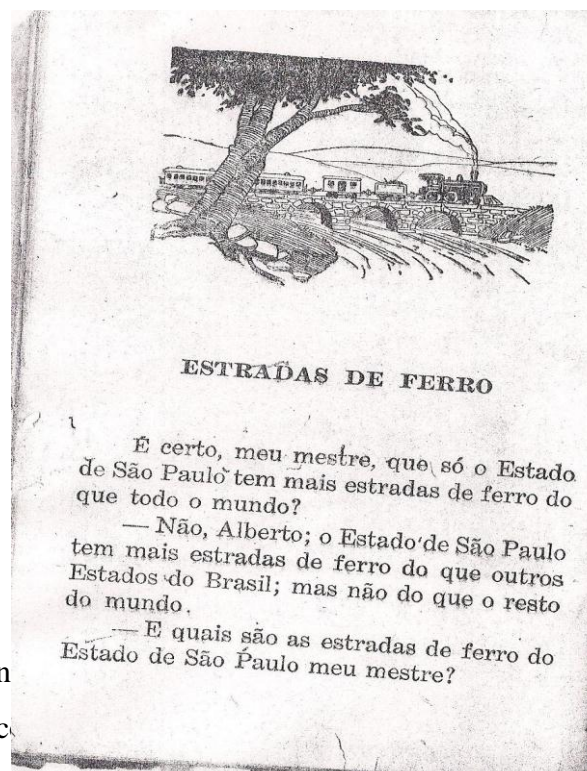 ESTRADAS DE FERRO
É certo, meu mestre, que só o Estado
de São Paulo tem mais estradas de ferro do
que todo o mundo?
— Não, Alberto; o Estado de São Paulo
tem mais estradas de ferro do que outros
Estados do Brasil; mas não do que o resto
do mundo.
— E quais são as estradas de ferro do
Estado de São Paulo meu mestre?